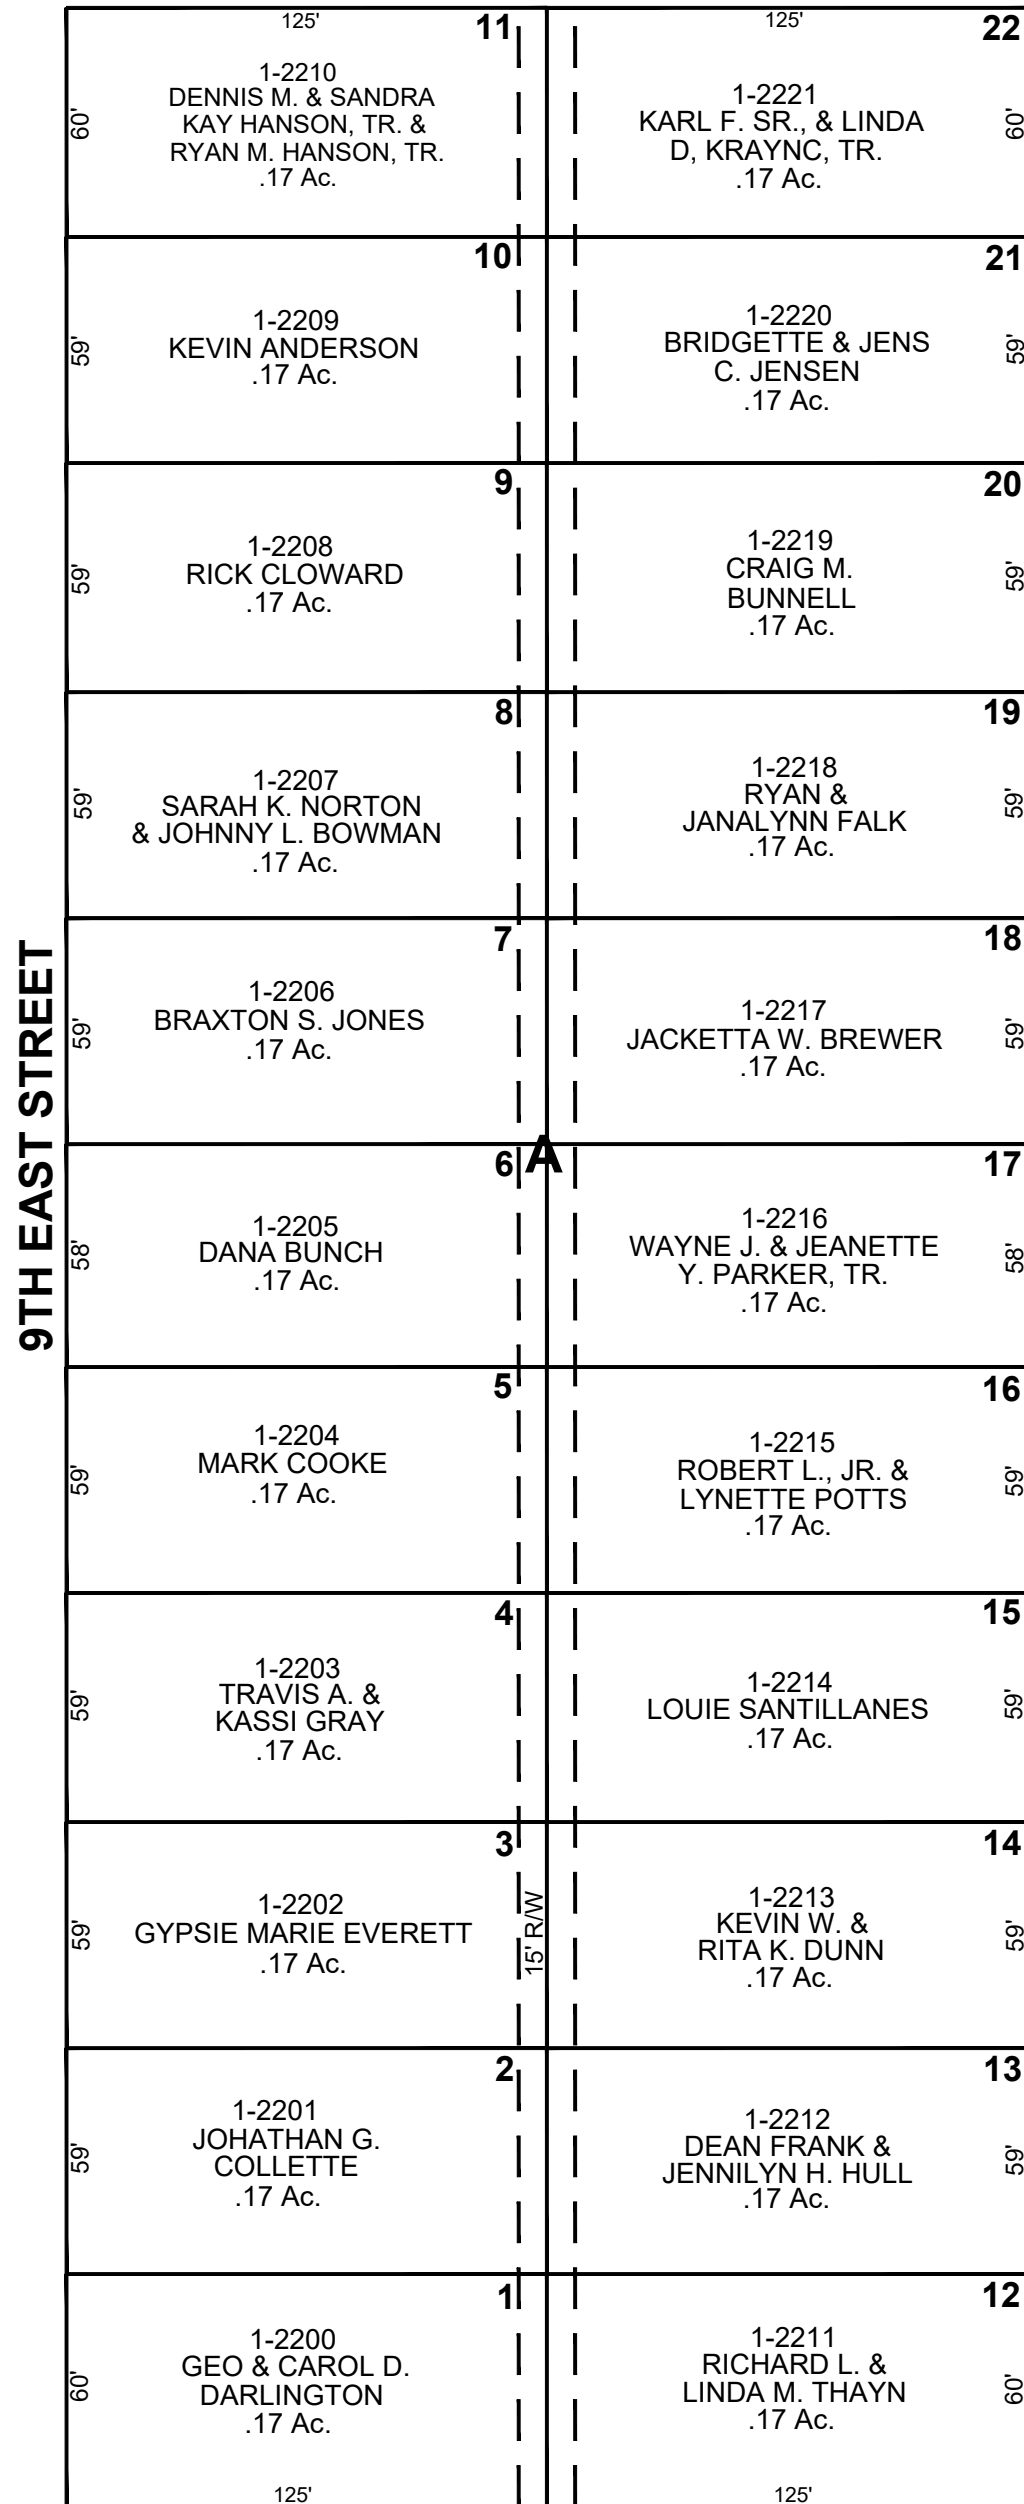 9TH EAST STREET
125'
11
60'
1-2210
DENNIS M. & SANDRA
KAY HANSON, TR. &
RYAN M. HANSON, TR.
.17 Ac.
125'
22
60'
1-2221
KARL F. SR., & LINDA
D, KRAYNC, TR.
.17 Ac.
10
59'
1-2209
KEVIN ANDERSON
.17 Ac.
21
59'
1-2220
BRIDGETTE & JENS
C. JENSEN
.17 Ac.
9
59'
1-2208
RICK CLOWARD
.17 Ac.
20
59'
1-2219
CRAIG M.
BUNNELL
.17 Ac.
8
59'
1-2207
SARAH K. NORTON
& JOHNNY L. BOWMAN
.17 Ac.
19
59'
1-2218
RYAN &
JANALYNN FALK
.17 Ac.
7
59'
1-2206
BRAXTON S. JONES
.17 Ac.
18
59'
1-2217
JACKETTA W. BREWER
.17 Ac.
A
6
58'
1-2205
DANA BUNCH
.17 Ac.
17
58'
1-2216
WAYNE J. & JEANETTE
Y. PARKER, TR.
.17 Ac.
5
59'
1-2204
MARK COOKE
.17 Ac.
16
59'
1-2215
ROBERT L., JR. &
LYNETTE POTTS
.17 Ac.
4
59'
1-2203
TRAVIS A. &
KASSI GRAY
.17 Ac.
15
59'
1-2214
LOUIE SANTILLANES
.17 Ac.
3
59'
1-2202
GYPSIE MARIE EVERETT
.17 Ac.
15' R/W
14
59'
1-2213
KEVIN W. &
RITA K. DUNN
.17 Ac.
2
59'
1-2201
JOHATHAN G.
COLLETTE
.17 Ac.
13
59'
1-2212
DEAN FRANK &
JENNILYN H. HULL
.17 Ac.
1
60'
1-2200
GEO & CAROL D.
DARLINGTON
.17 Ac.
125'
12
60'
1-2211
RICHARD L. &
LINDA M. THAYN
.17 Ac.
125'